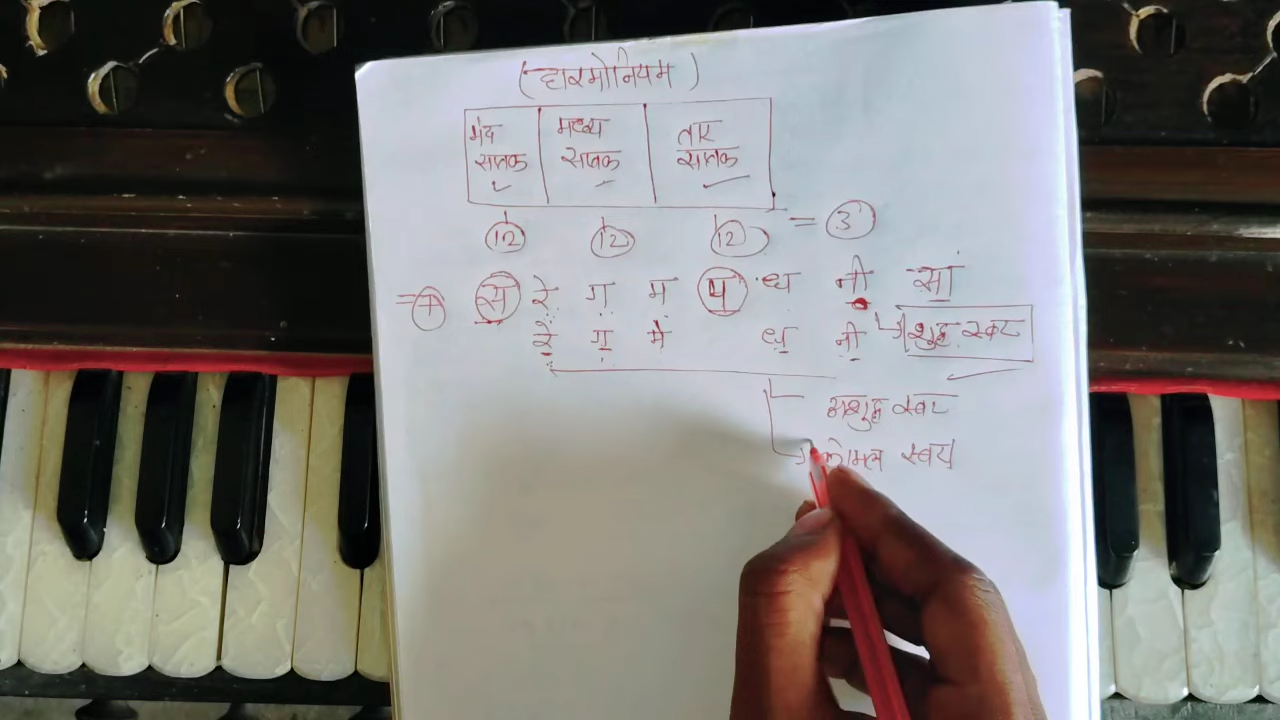 (हारमोनियम)
मंद सप्तक मध्य सप्तक तार सप्तक
12 12 12 = 3
= 7 स रे ग म प ध नी सां
रे ग मे ध नी शुद्ध स्वर
अशुद्ध स्वर
कोमल स्वर